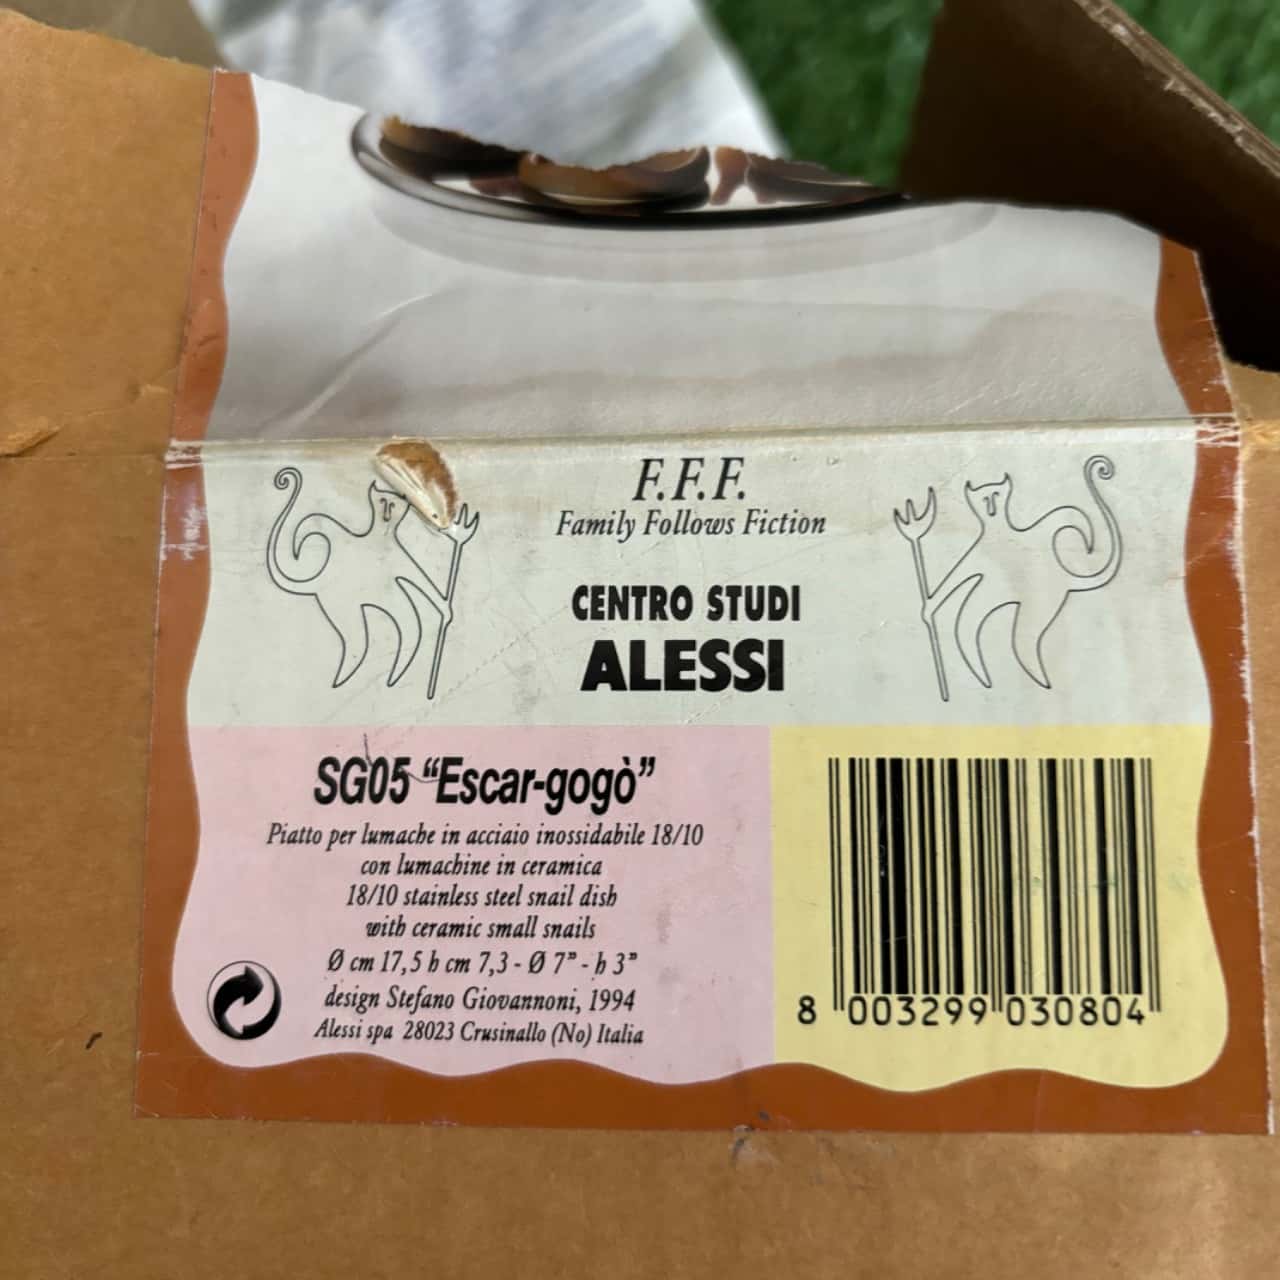 F.F.F.
Family Follows Fiction
CENTRO STUDI
ALESSI
SG05 “Escar-gogò”
Piatto per lumache in acciaio inossidabile 18/10
con lumachine in ceramica
18/10 stainless steel snail dish
with ceramic small snails
Ø cm 17,5 h cm 7,3 - Ø 7” - h 3”
design Stefano Giovannoni, 1994
Alessi spa 28023 Crusinallo (No) Italia
8 003299 030804